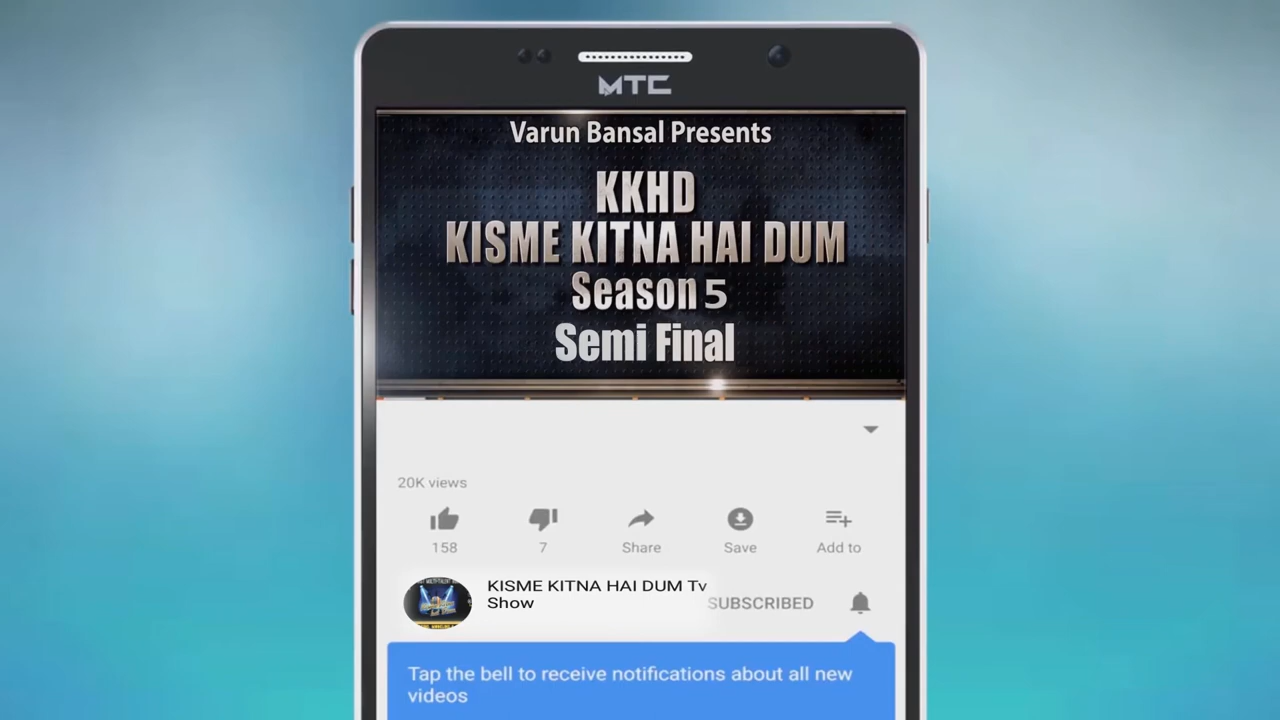 MTC
Varun Bansal Presents
KKHD
KISME KITNA HAI DUM
Season 5
Semi Final
20K views
158
7
Share
Save
Add to
KISME KITNA HAI DUM Tv
Show
SUBSCRIBED
Tap the bell to receive notifications about all new
videos